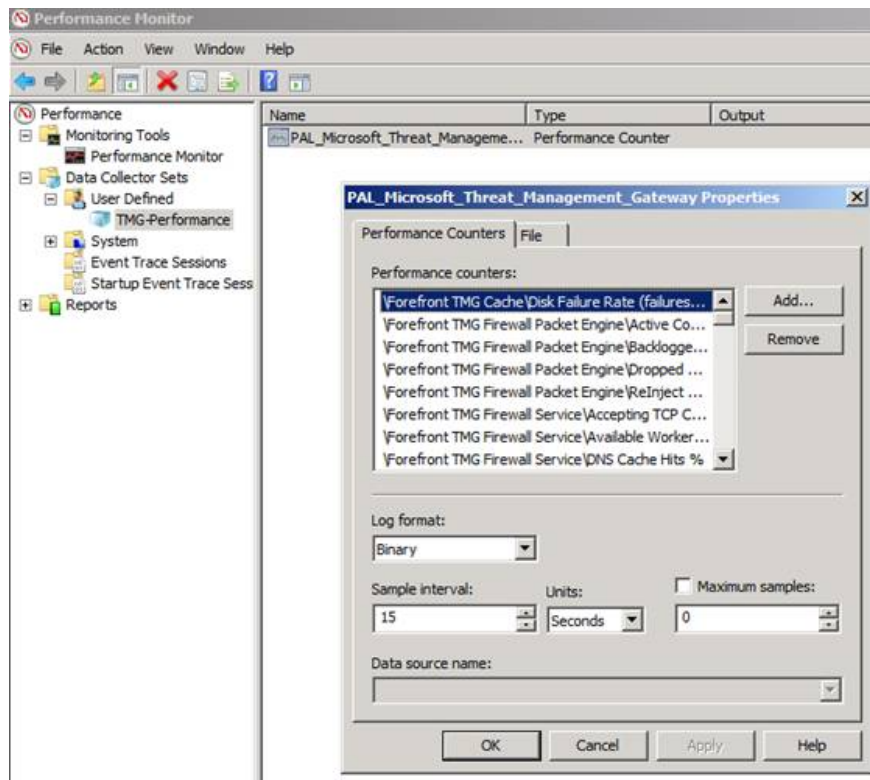 Performance Monitor
File Action View Window Help
Performance
Monitoring Tools
Performance Monitor
Data Collector Sets
User Defined
TMG-Performance
System
Event Trace Sessions
Startup Event Trace Sess
Reports
Name Type Output
PAL_Microsoft_Threat_Manageme... Performance Counter
PAL_Microsoft_Threat_Management_Gateway Properties
Performance Counters File
Performance counters:
\Forefront TMG Cache\Disk Failure Rate (failures...
\Forefront TMG Firewall Packet Engine\Active Co...
\Forefront TMG Firewall Packet Engine\Backlogge...
\Forefront TMG Firewall Packet Engine\Dropped ...
\Forefront TMG Firewall Packet Engine\ReInject ...
\Forefront TMG Firewall Service\Accepting TCP C...
\Forefront TMG Firewall Service\Available Worker...
\Forefront TMG Firewall Service\DNS Cache Hits %
Add...
Remove
Log format:
Binary
Sample interval: Units: Maximum samples:
15 Seconds 0
Data source name:
OK Cancel Apply Help